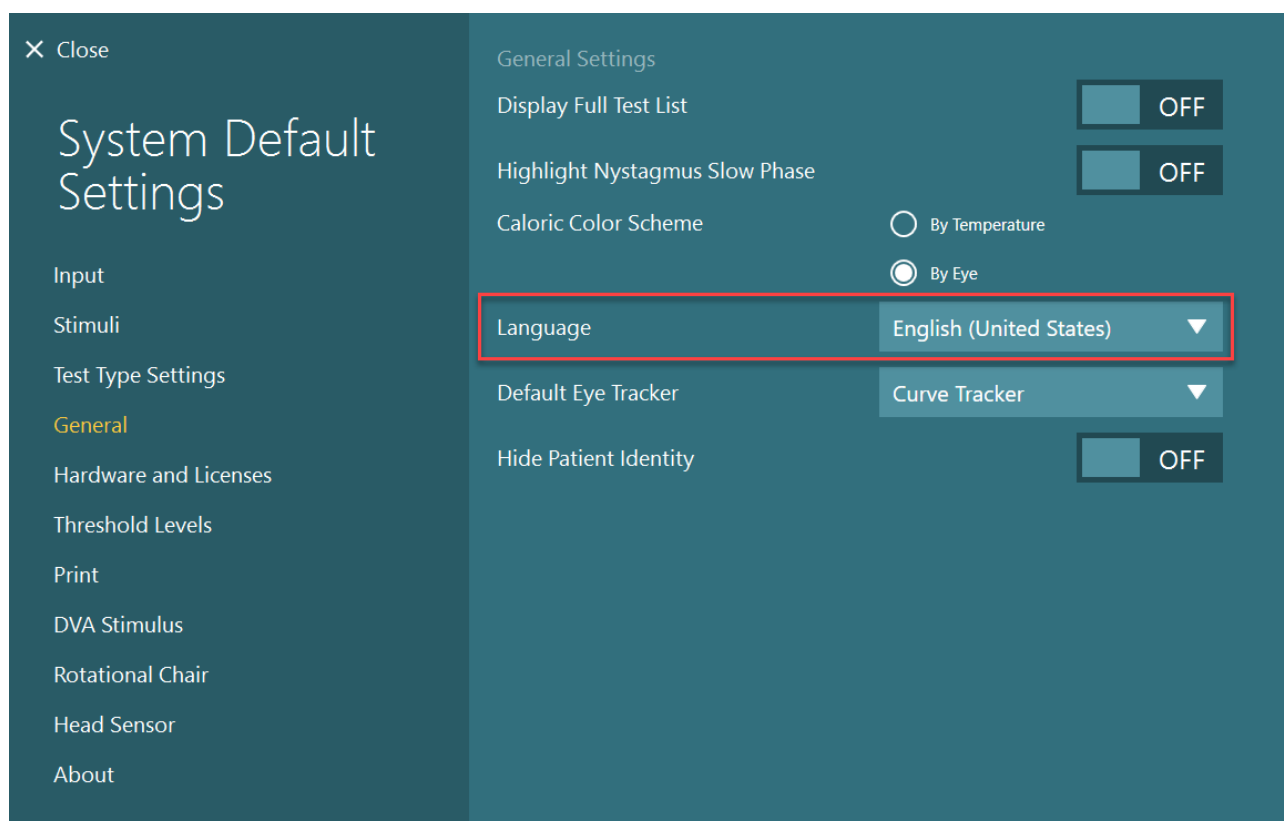 Close
System Default
Settings
Input
Stimuli
Test Type Settings
General
Hardware and Licenses
Threshold Levels
Print
DVA Stimulus
Rotational Chair
Head Sensor
About
General Settings
Display Full Test List OFF
Highlight Nystagmus Slow Phase OFF
Caloric Color Scheme By Temperature
By Eye
Language English (United States)
Default Eye Tracker Curve Tracker
Hide Patient Identity OFF